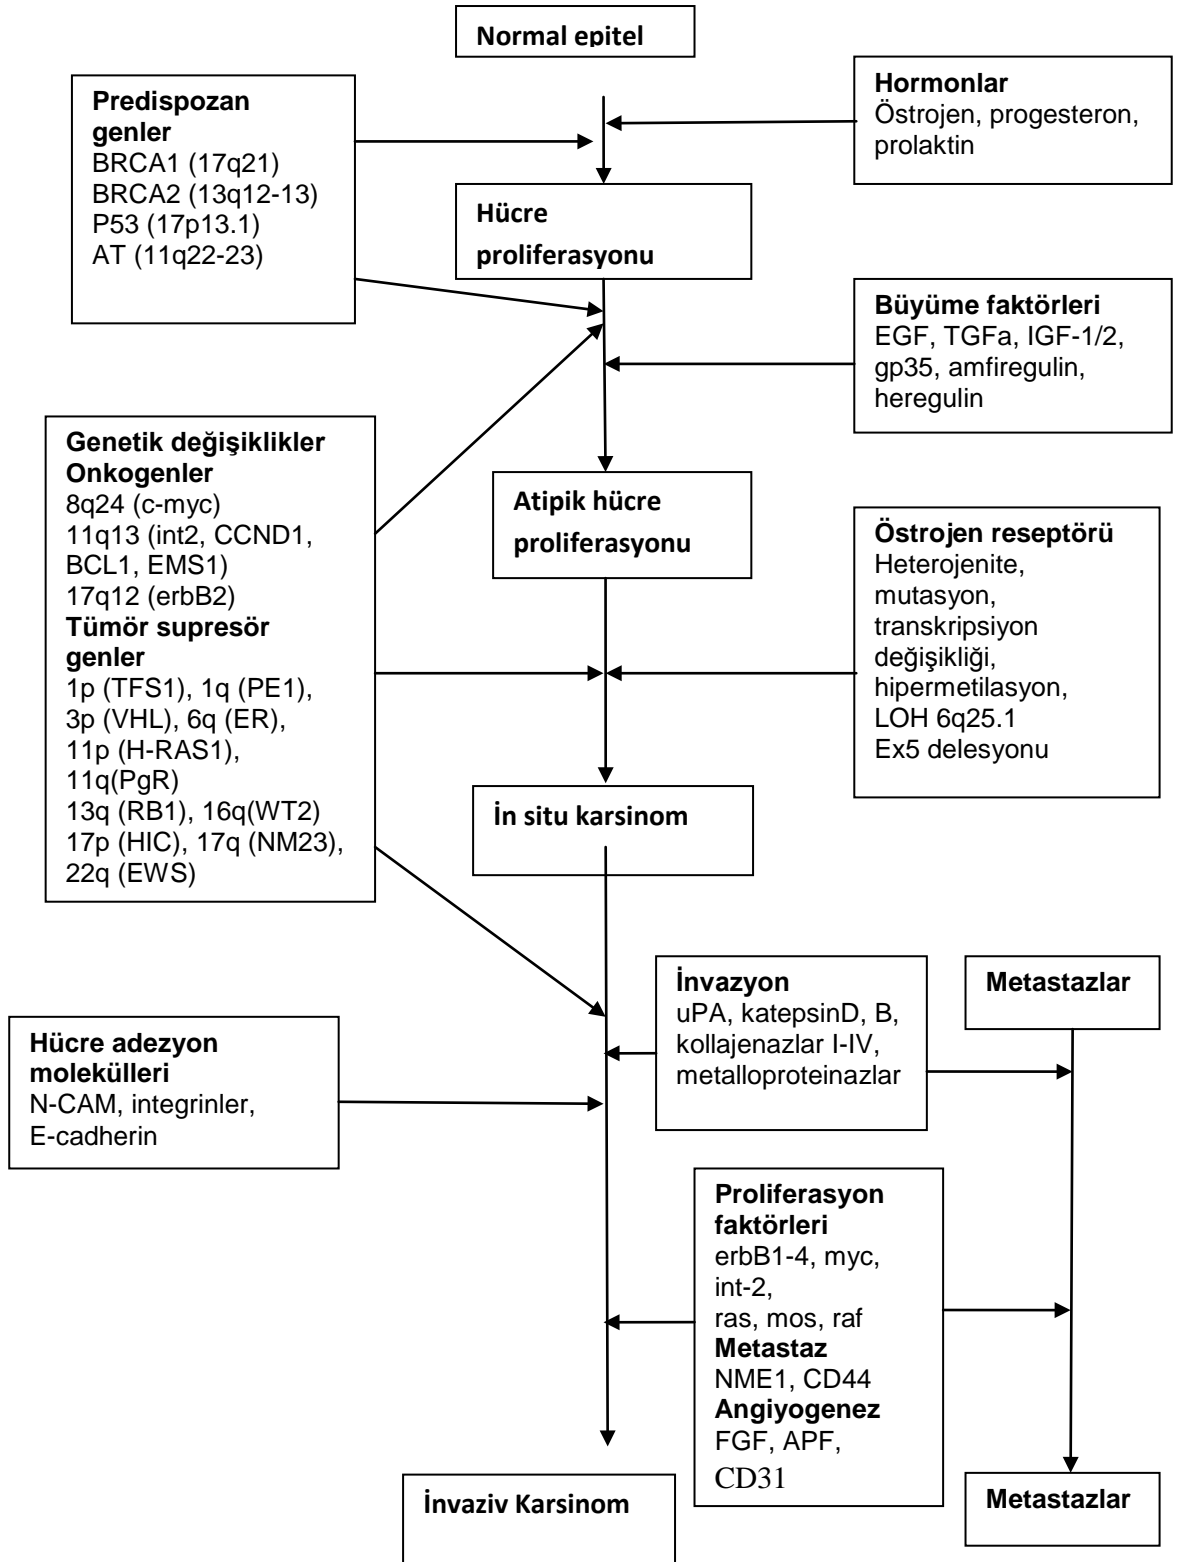 Normal epitel
Predispozan
genler
BRCA1 (17q21)
BRCA2 (13q12-13)
P53 (17p13.1)
AT (11q22-23)
Hormonlar
Östrojen, progesteron,
prolaktin
Hücre
proliferasyonu
Büyüme faktörleri
EGF, TGFa, IGF-1/2,
gp35, amfiregulin,
heregulin
Genetik değişiklikler
Onkogenler
8q24 (c-myc)
11q13 (int2, CCND1,
BCL1, EMS1)
17q12 (erbB2)
Tümör supresör
genler
1p (TFS1), 1q (PE1),
3p (VHL), 6q (ER),
11p (H-RAS1),
11q(PgR)
13q (RB1), 16q(WT2)
17p (HIC), 17q (NM23),
22q (EWS)
Atipik hücre
proliferasyonu
Östrojen reseptörü
Heterojenite,
mutasyon,
transkripsiyon
değişikliği,
hipermetilasyon,
LOH 6q25.1
Ex5 delesyonu
İn situ karsinom
İnvazyon
uPA, katepsinD, B,
kollajenazlar I-IV,
metalloproteinazlar
Metastazlar
Hücre adezyon
molekülleri
N-CAM, integrinler,
E-cadherin
Proliferasyon
faktörleri
erbB1-4, myc,
int-2,
ras, mos, raf
Metastaz
NME1, CD44
Angiyogenez
FGF, APF,
CD31
İnvaziv Karsinom
Metastazlar